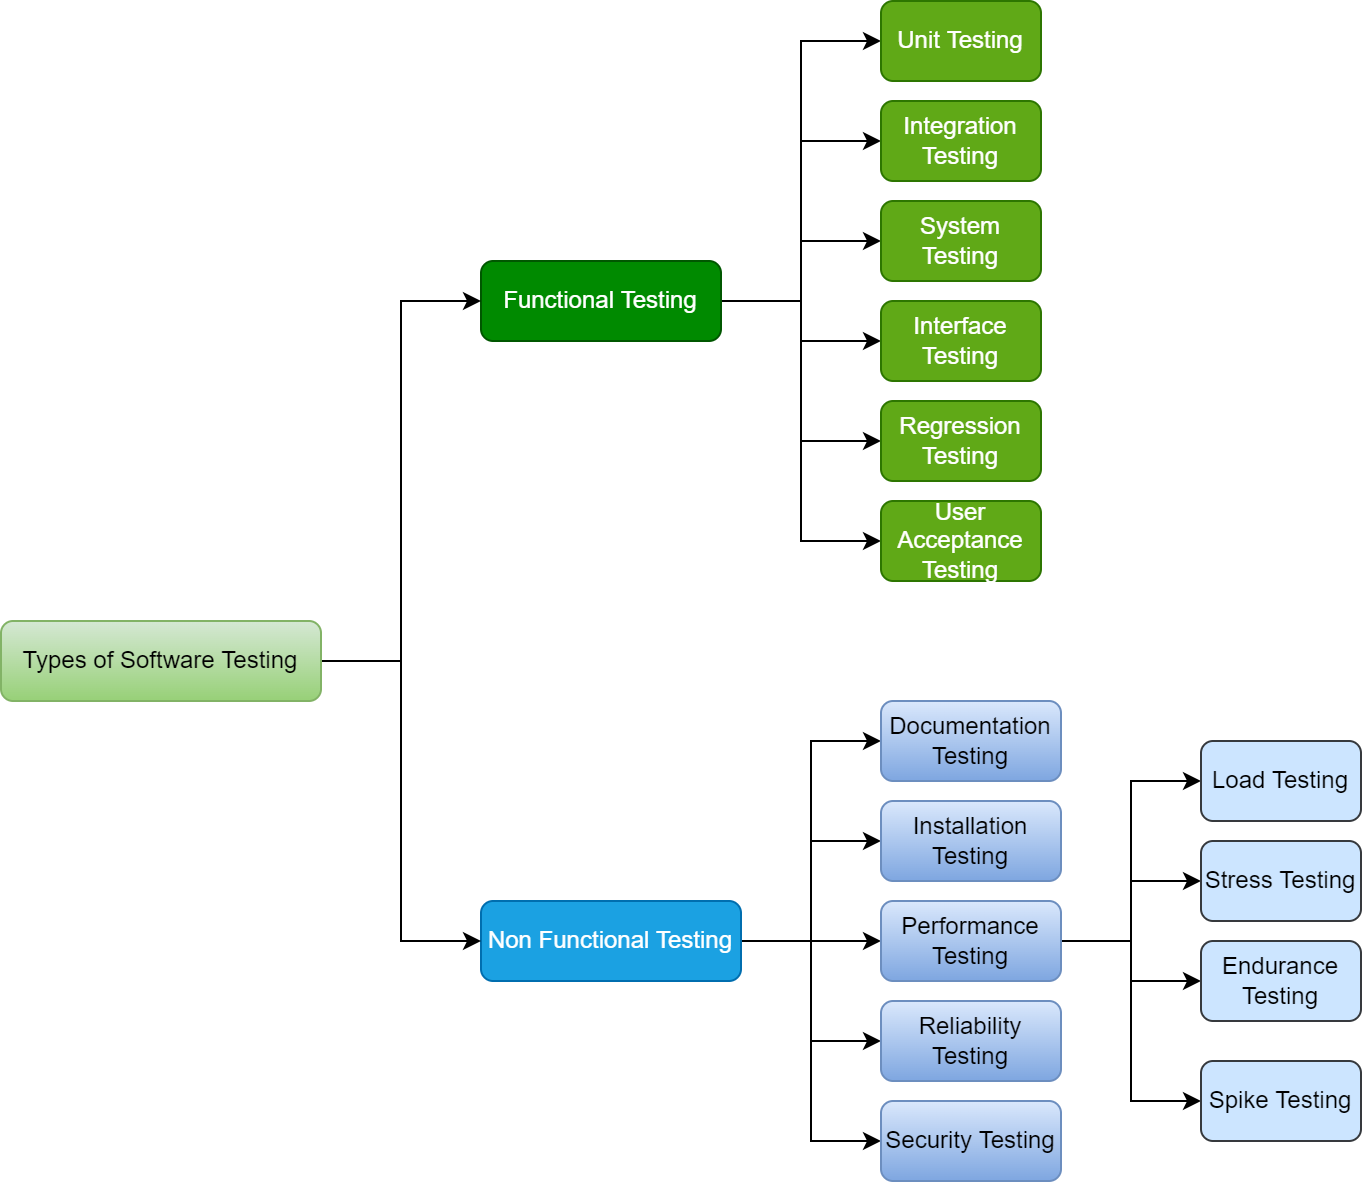 Unit Testing
Integration
Testing
System
Testing
Functional Testing
Interface
Testing
Regression
Testing
User
Acceptance
Testing
Types of Software Testing
Documentation
Testing
Load Testing
Installation
Testing
Stress Testing
Non Functional Testing
Performance
Testing
Endurance
Testing
Reliability
Testing
Spike Testing
Security Testing